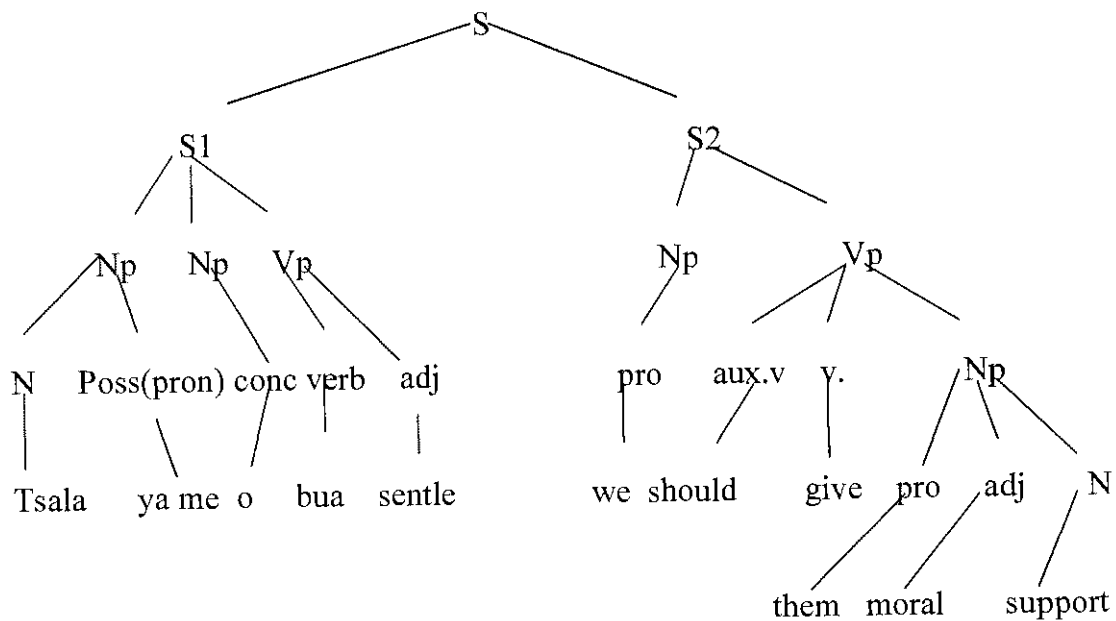 S
S1 S2
Np Np Vp Np Vp
N Poss(pron) conc verb adj pro aux.v v. Np
Tsala ya me o bua sentle we should give pro adj N
them moral support